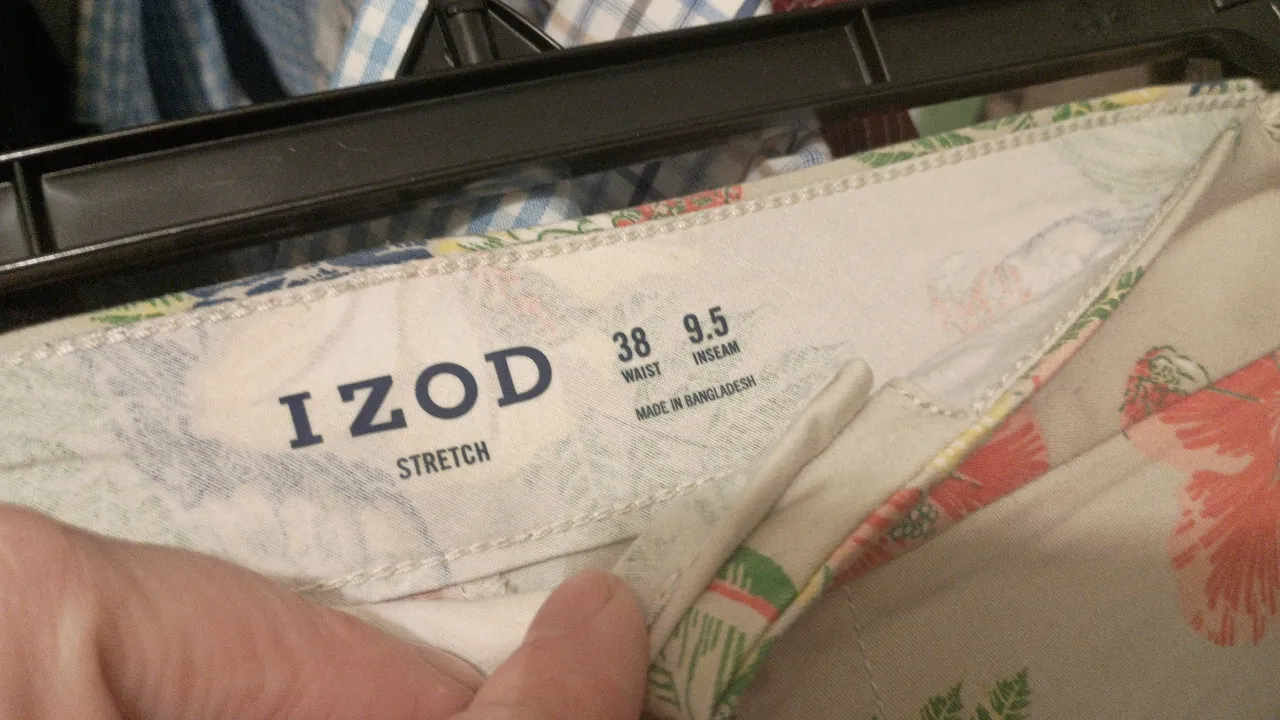 IZOD
STRETCH
38 9.5
WAIST INSEAM
MADE IN BANGLADESH